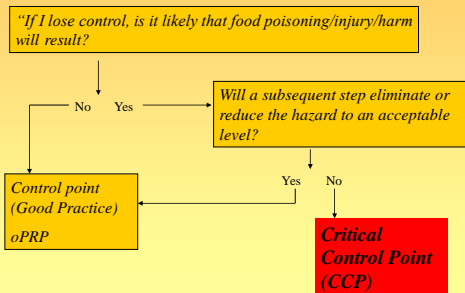 “If I lose control, is it likely that food poisoning/injury/harm
will result?
No Yes
Will a subsequent step eliminate or
reduce the hazard to an acceptable
level?
Yes No
Control point
(Good Practice)
oPRP
Critical
Control Point
(CCP)